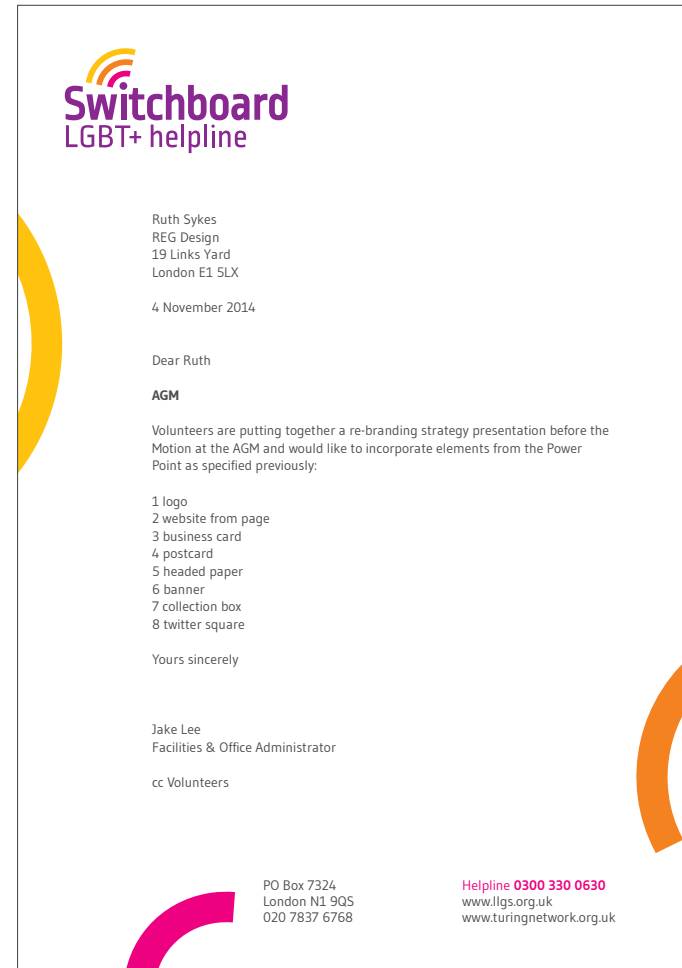 Switchboard
LGBT+ helpline
Ruth Sykes
REG Design
19 Links Yard
London E1 5LX
4 November 2014
Dear Ruth
AGM
Volunteers are putting together a re-branding strategy presentation before the
Motion at the AGM and would like to incorporate elements from the Power
Point as specified previously:
1 logo
2 website from page
3 business card
4 postcard
5 headed paper
6 banner
7 collection box
8 twitter square
Yours sincerely
Jake Lee
Facilities & Office Administrator
cc Volunteers
PO Box 7324
London N1 9QS
020 7837 6768
Helpline 0300 330 0630
www.llgs.org.uk
www.turingnetwork.org.uk